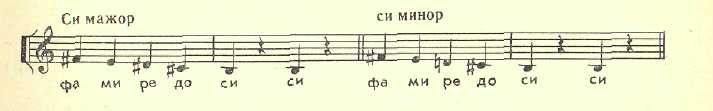 Си мажор си минор
фа ми ре до си си фа ми ре до си си